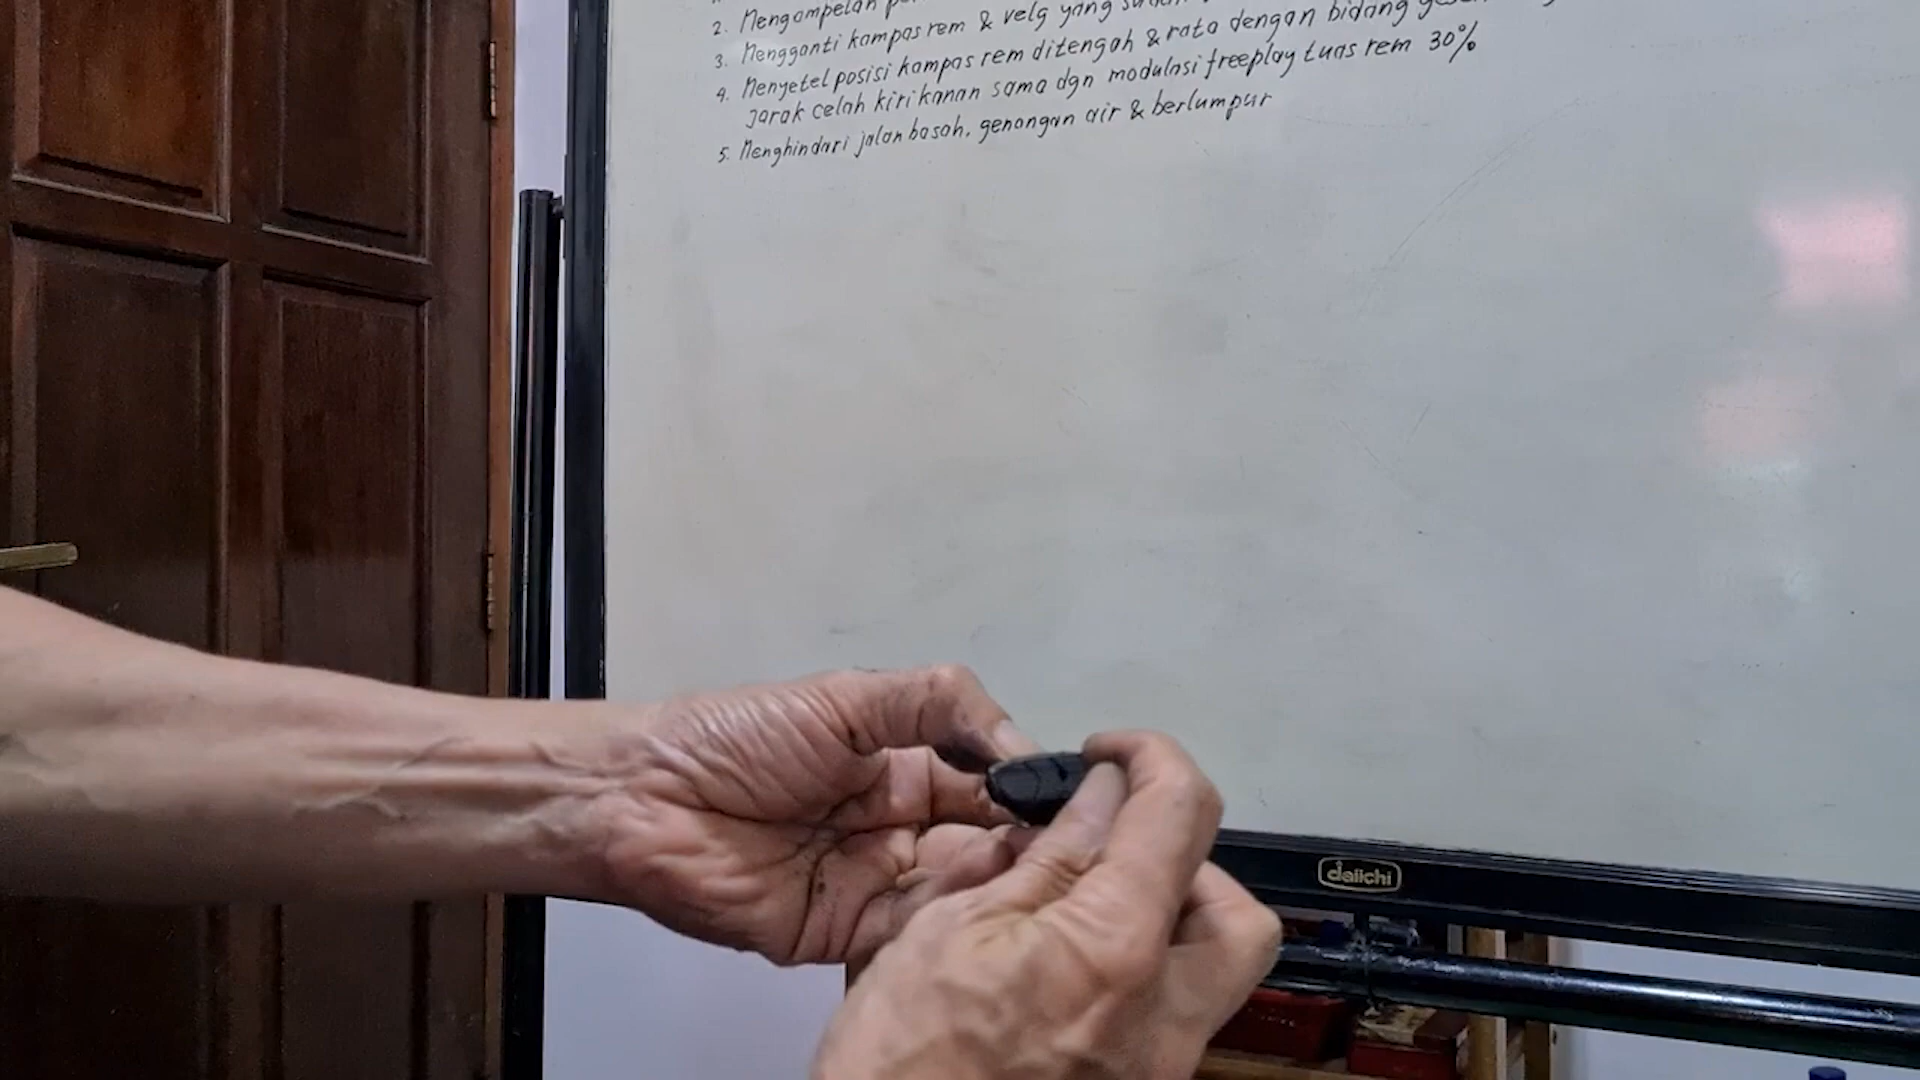 2. Mengampelan
3. Mengganti kampas rem & velg yang
4. Menyetel posisi kampas rem ditengah & rata dengan bidang
jarak celah kiri kanan sama dgn modulasi freeplay tuas rem 30%
5. Menghindari jalan basah, genangan air & berlumpur
daiichi